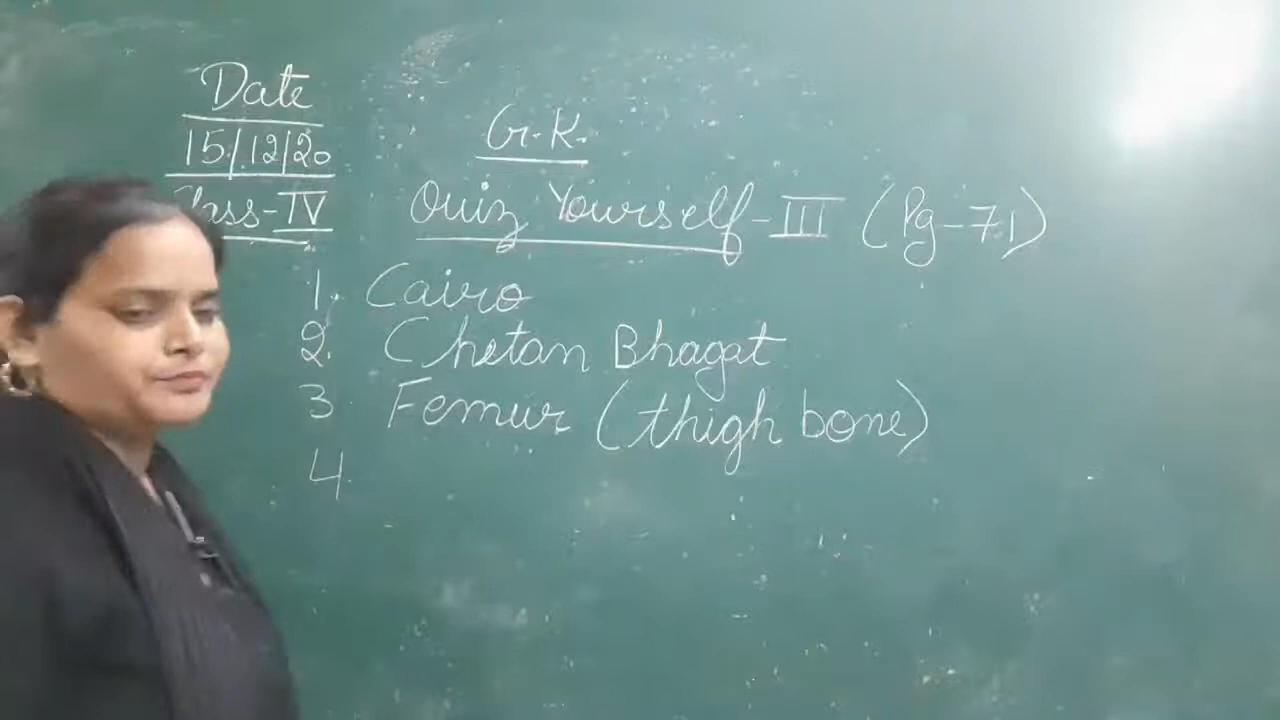 Date
15/12/20
Class-IV
G.K.
Quiz Yourself-III (Pg-71)
1. Cairo
2. Chetan Bhagat
3 Femur (thigh bone)
4